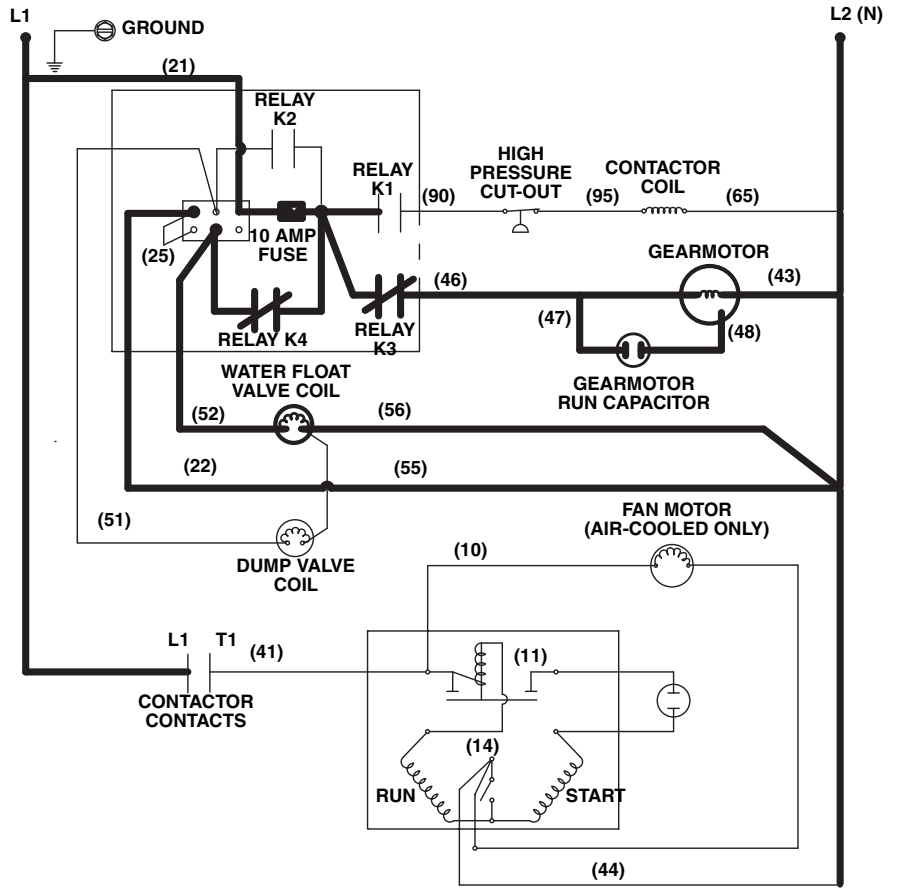 L1
L2 (N)
GROUND
(21)
RELAY
K2
RELAY
K1
(90)
HIGH
PRESSURE
CUT-OUT
(95)
CONTACTOR
COIL
(65)
10 AMP
FUSE
(25)
GEARMOTOR
(46)
(43)
(47)
(48)
RELAY K4
RELAY
K3
WATER FLOAT
VALVE COIL
GEARMOTOR
RUN CAPACITOR
(52)
(56)
(22)
(55)
(51)
FAN MOTOR
(AIR-COOLED ONLY)
(10)
DUMP VALVE
COIL
L1
T1
(41)
(11)
CONTACTOR
CONTACTS
(14)
RUN
START
(44)